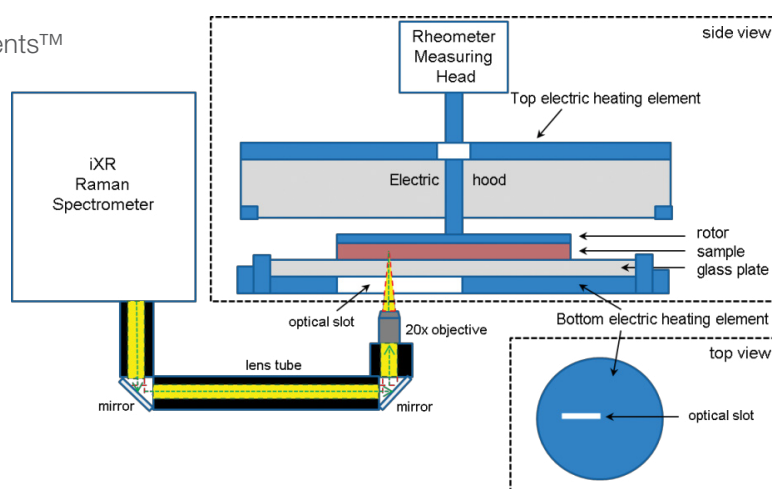 ents™
side view
Rheometer
Measuring
Head
Top electric heating element
iXR
Raman
Spectrometer
Electric hood
rotor
sample
glass plate
optical slot
20x objective
Bottom electric heating element
lens tube
mirror
mirror
top view
optical slot